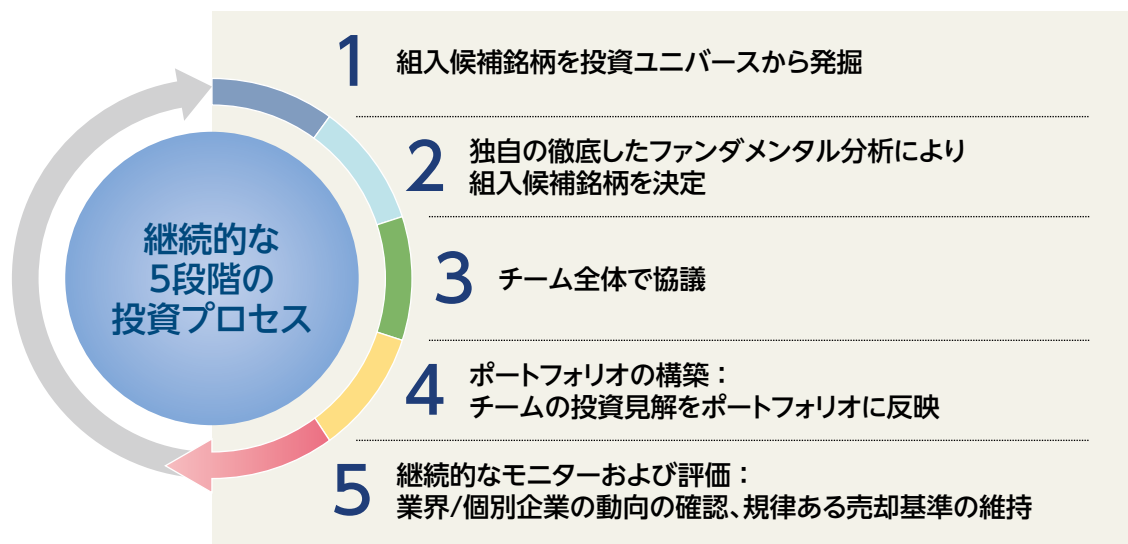 継続的な
5段階の
投資プロセス
1
組入候補銘柄を投資ユニバースから発掘
2
独自の徹底したファンダメンタル分析により
組入候補銘柄を決定
3
チーム全体で協議
4
ポートフォリオの構築：
チームの投資見解をポートフォリオに反映
5
継続的なモニターおよび評価：
業界/個別企業の動向の確認、規律ある売却基準の維持